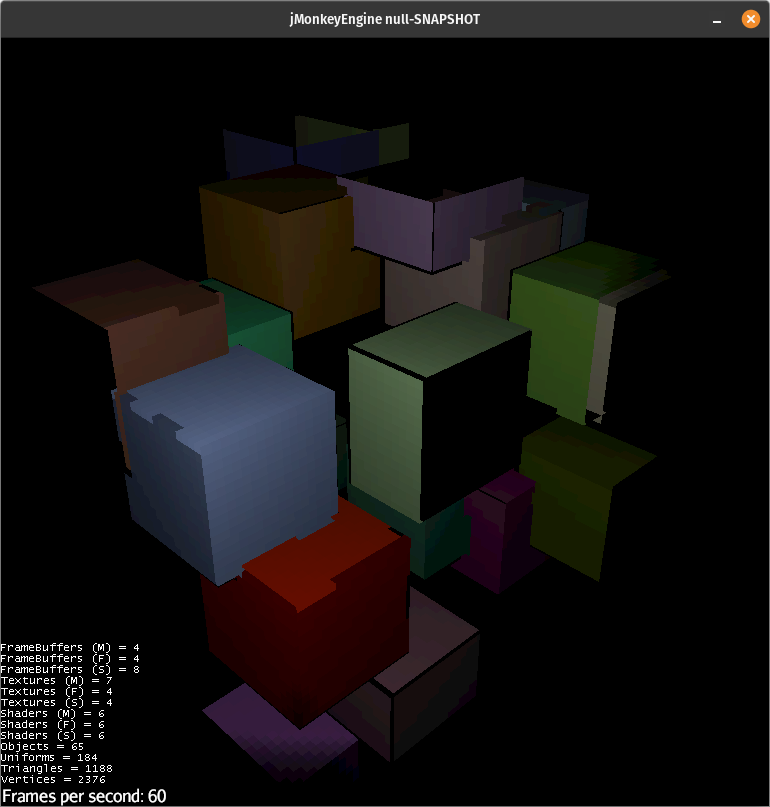 jMonkeyEngine null-SNAPSHOT
FrameBuffers (M) = 4
FrameBuffers (F) = 4
FrameBuffers (S) = 8
Textures (M) = 7
Textures (F) = 4
Textures (S) = 4
Shaders (M) = 6
Shaders (F) = 6
Shaders (S) = 6
Objects = 65
Uniforms = 184
Triangles = 1188
Vertices = 2376
Frames per second: 60